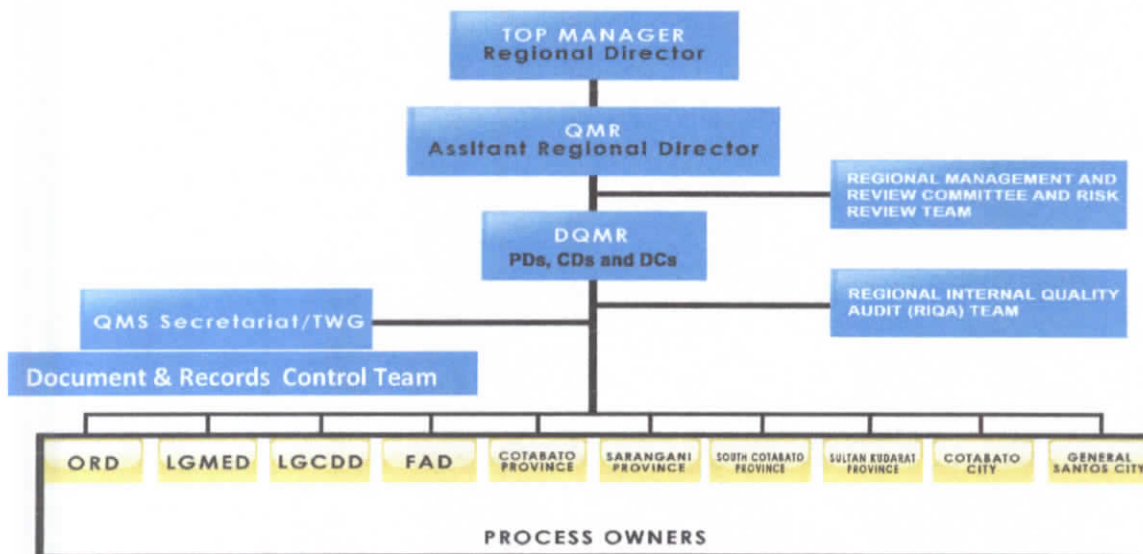 TOP MANAGER
Regional Director
QMR
Assitant Regional Director
REGIONAL MANAGEMENT AND
REVIEW COMMITTEE AND RISK
REVIEW TEAM
DQMR
PDs, CDs and DCs
REGIONAL INTERNAL QUALITY
AUDIT (RIQA) TEAM
QMS Secretariat/TWG
Document & Records Control Team
ORD
LGMED
LGCDD
FAD
COTABATO
PROVINCE
SARANGANI
PROVINCE
SOUTH COTABATO
PROVINCE
SULTAN KUDARAT
PROVINCE
COTABATO
CITY
GENERAL
SANTOS CITY
PROCESS OWNERS